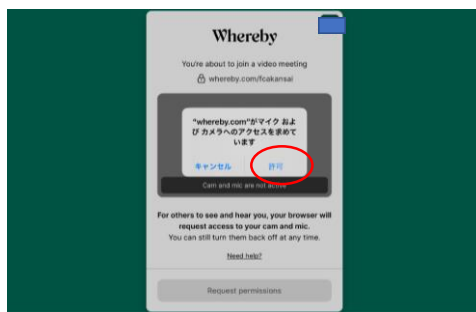 Whereby
You're about to join a video meeting
whereby.com/fcakansai
"whereby.com"がマイク およ
び カメラへのアクセスを求めて
います
キャンセル 許可
Cam and mic are not active
For others to see and hear you, your browser will
request access to your cam and mic.
You can still turn them back off at any time.
Need help?
Request permissions